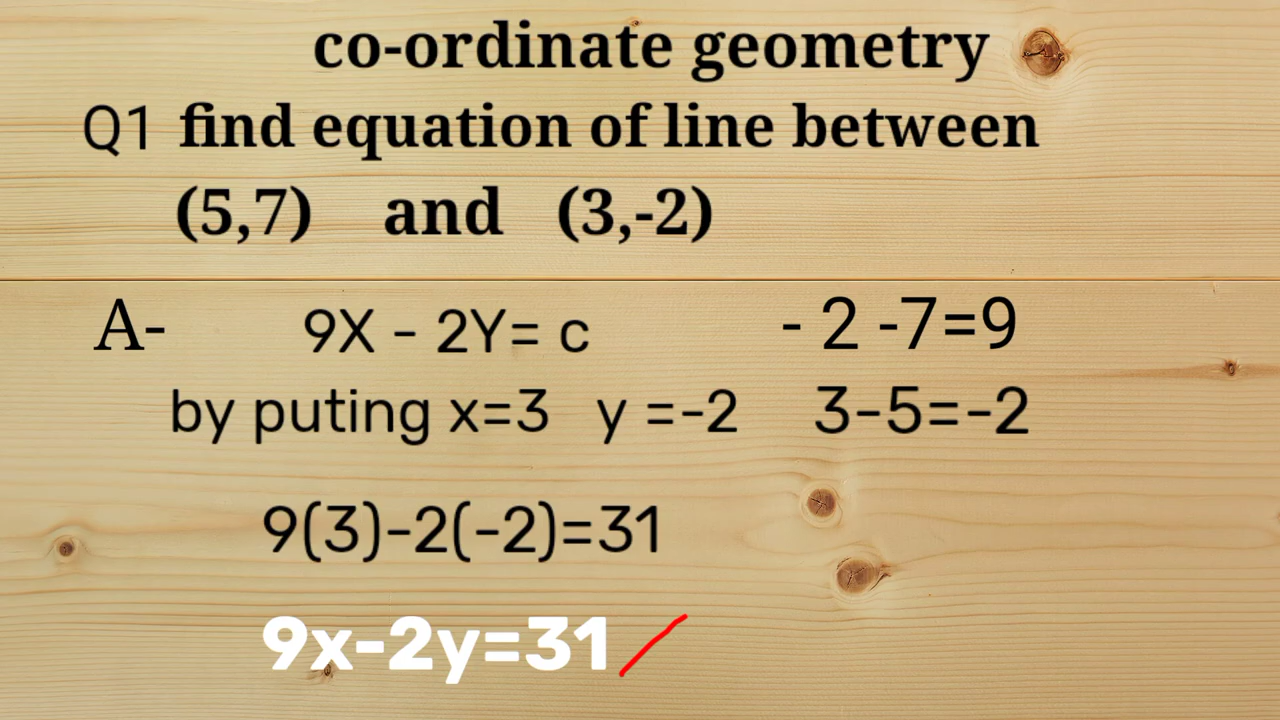 co-ordinate geometry
Q1 find equation of line between
(5,7) and (3,-2)
A- 9X - 2Y= c - 2 -7=9
by puting x=3 y =-2 3-5=-2
9(3)-2(-2)=31
9x-2y=31